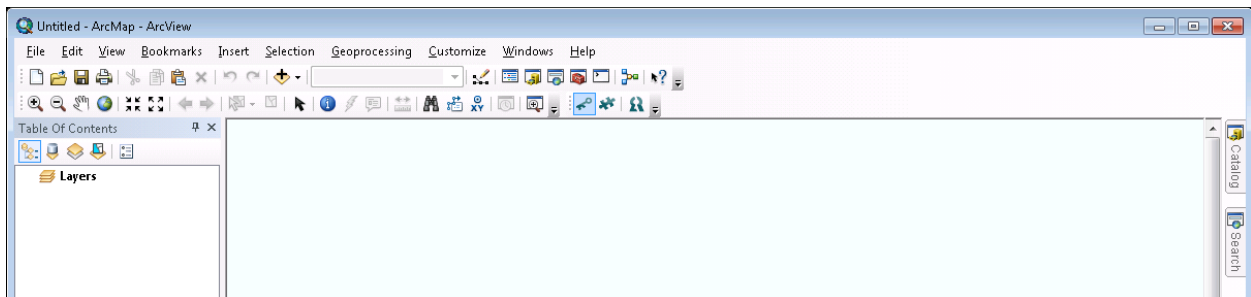 Untitled - ArcMap - ArcView
File Edit View Bookmarks Insert Selection Geoprocessing Customize Windows Help
Table Of Contents
Layers
Catalog
Search